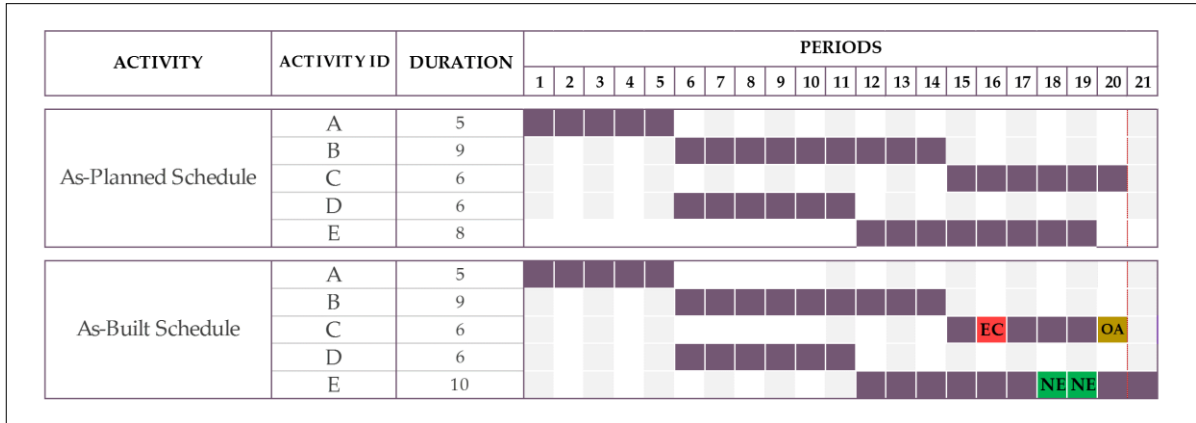 PERIODS
ACTIVITY ACTIVITY ID DURATION
1 2 3 4 5 6 7 8 9 10 11 12 13 14 15 16 17 18 19 20 21
A 5
B 9
As-Planned Schedule C 6
D 6
E 8
A 5
B 9
As-Built Schedule C 6 EC OA
D 6
E 10 NE NE